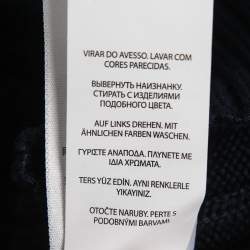 VIRAR DO AVESSO. LAVAR COM
CORES PARECIDAS.
ВЫВЕРНУТЬ НАИЗНАНКУ.
СТИРАТЬ С ИЗДЕЛИЯМИ
ПОДОБНОГО ЦВЕТА.
AUF LINKS DREHEN. MIT
ÄHNLICHEN FARBEN WASCHEN.
ΓΥΡΙΣΤΕ ΑΝΑΠΟΔΑ. ΠΛΥΝΕΤΕ ΜΕ
ΙΔΙΑ ΧΡΩΜΑΤΑ.
TERS YÜZ EDİN. AYNI RENKLERLE
YIKAYINIZ.
OTOČTE NARUBY. PERTE S
PODOBNÝMI BARVAMI.